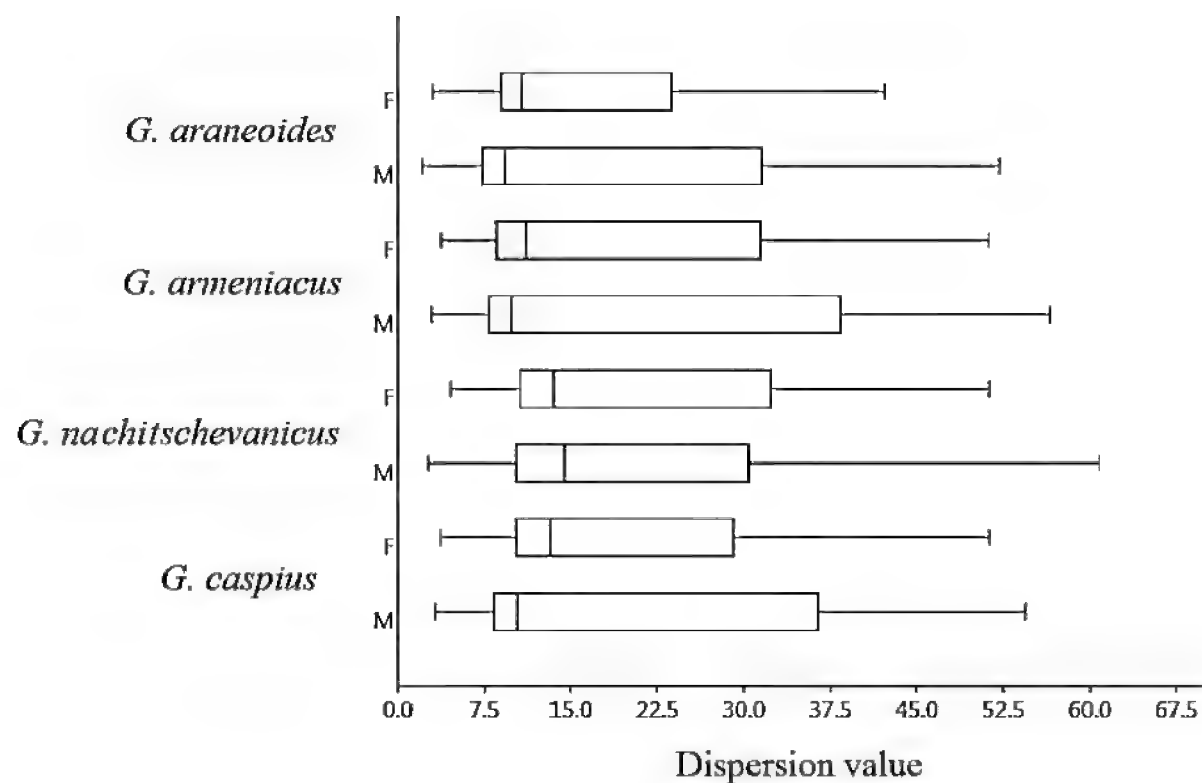 F
G. araneoides
M
F
G. armeniacus
M
F
G. nachitschevanicus
M
F
G. caspius
M
0.0 7.5 15.0 22.5 30.0 37.5 45.0 52.5 60.0 67.5
Dispersion value